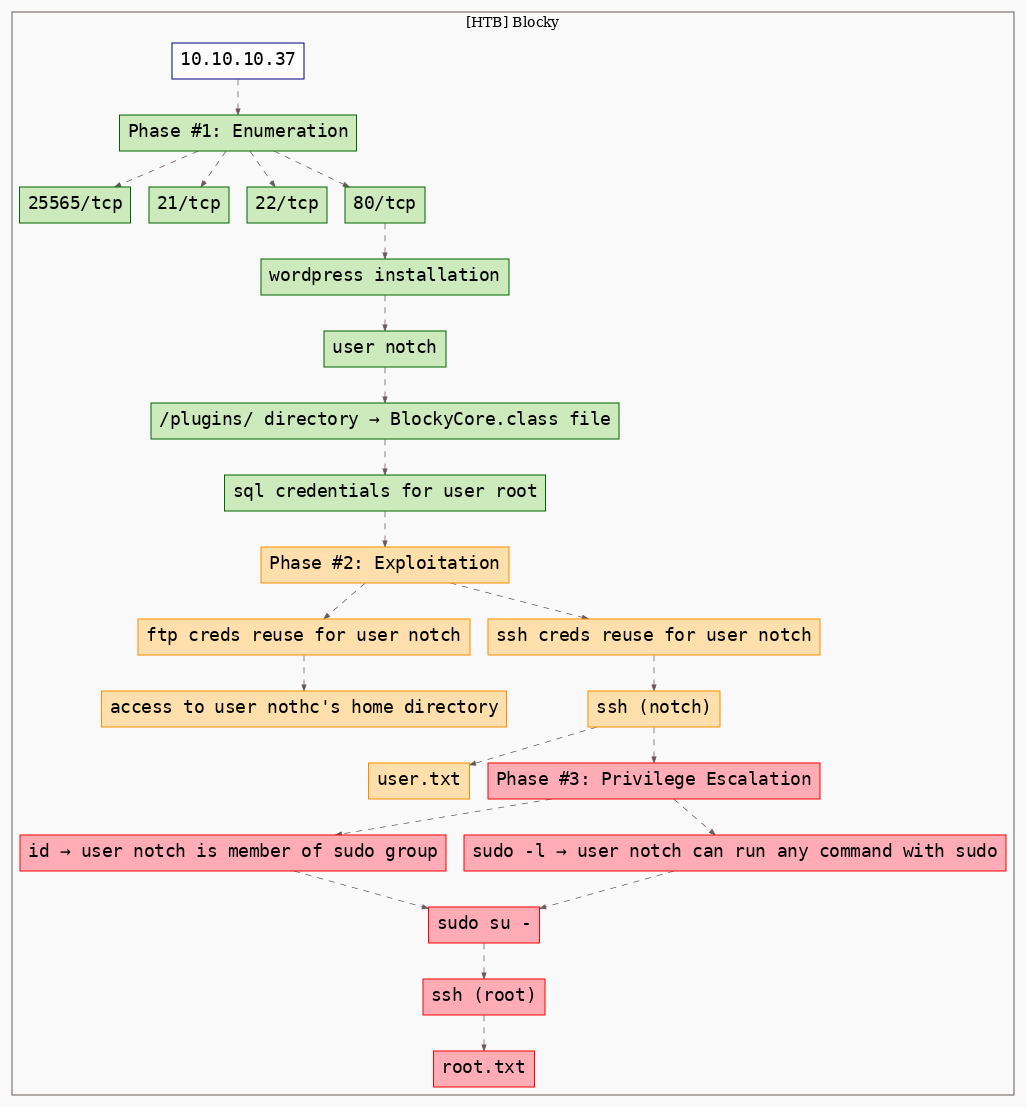 [HTB] Blocky
10.10.10.37
Phase #1: Enumeration
25565/tcp
21/tcp
22/tcp
80/tcp
wordpress installation
user notch
/plugins/ directory → BlockyCore.class file
sql credentials for user root
Phase #2: Exploitation
ftp creds reuse for user notch
ssh creds reuse for user notch
access to user nothc's home directory
ssh (notch)
user.txt
Phase #3: Privilege Escalation
id → user notch is member of sudo group
sudo -l → user notch can run any command with sudo
sudo su -
ssh (root)
root.txt